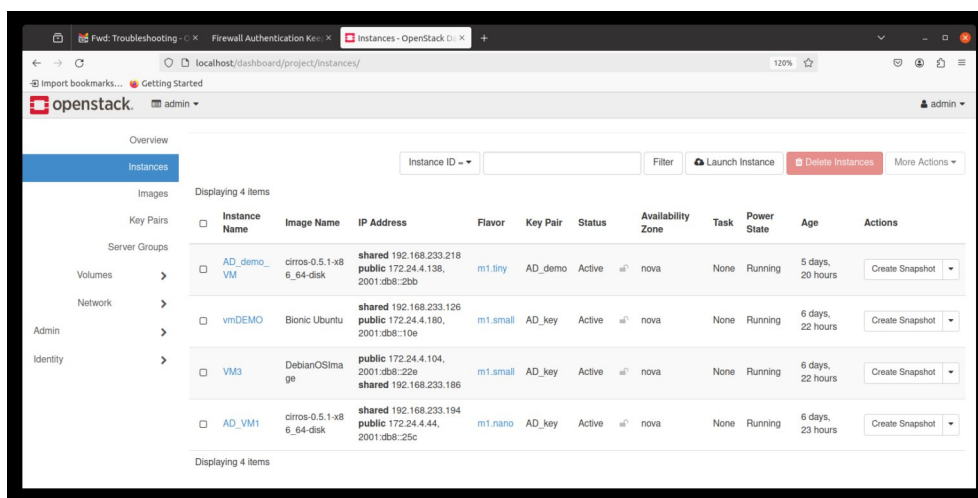 Fwd: Troubleshooting - O
Firewall Authentication Kee
Instances - OpenStack Da
localhost/dashboard/project/instances/
120%
Import bookmarks...
Getting Started
openstack.
admin
admin
Overview
Instances
Images
Key Pairs
Server Groups
Volumes
Network
Admin
Identity
Instance ID =
Filter
Launch Instance
Delete Instances
More Actions
Displaying 4 items
Instance Name Image Name IP Address Flavor Key Pair Status Availability Zone Task Power State Age Actions
AD_demo_
VM
cirros-0.5.1-x8
6_64-disk
shared 192.168.233.218
public 172.24.4.138,
2001:db8::2bb
m1.tiny AD_demo Active nova None Running
5 days,
20 hours
Create Snapshot
vmDEMO
Bionic Ubuntu
shared 192.168.233.126
public 172.24.4.180,
2001:db8::10e
m1.small AD_key Active nova None Running
6 days,
22 hours
Create Snapshot
VM3
DebianOSIma
ge
public 172.24.4.104,
2001:db8::22e
shared 192.168.233.186
m1.small AD_key Active nova None Running
6 days,
22 hours
Create Snapshot
AD_VM1
cirros-0.5.1-x8
6_64-disk
shared 192.168.233.194
public 172.24.4.44,
2001:db8::25c
m1.nano AD_key Active nova None Running
6 days,
23 hours
Create Snapshot
Displaying 4 items